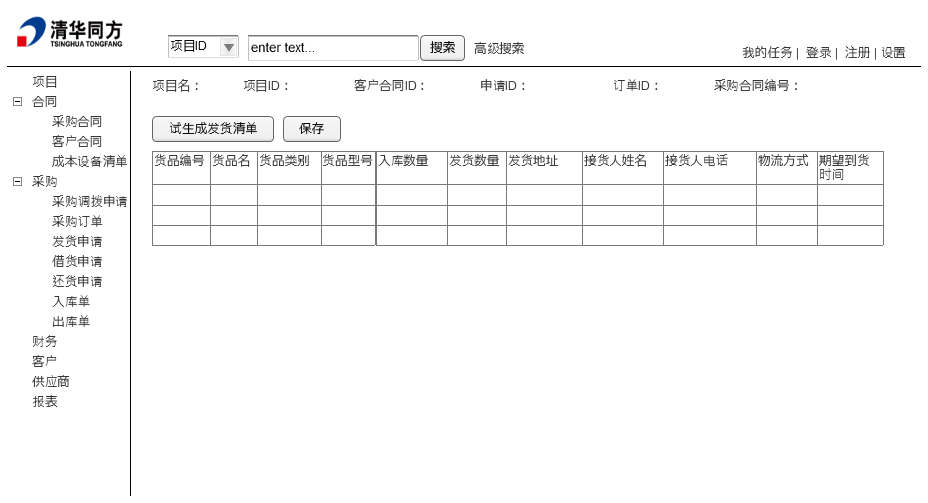 清华同方
TSINGHUA TONGFANG
项目ID enter text... 搜索 高级搜索
我的任务 | 登录 | 注册 | 设置
项目
合同
采购合同
客户合同
成本设备清单
采购
采购调拨申请
采购订单
发货申请
借货申请
还货申请
入库单
出库单
财务
客户
供应商
报表
项目名： 项目ID： 客户合同ID： 申请ID： 订单ID： 采购合同编号：
试生成发货清单 保存
货品编号 货品名 货品类别 货品型号 入库数量 发货数量 发货地址 接货人姓名 接货人电话 物流方式 期望到货
时间